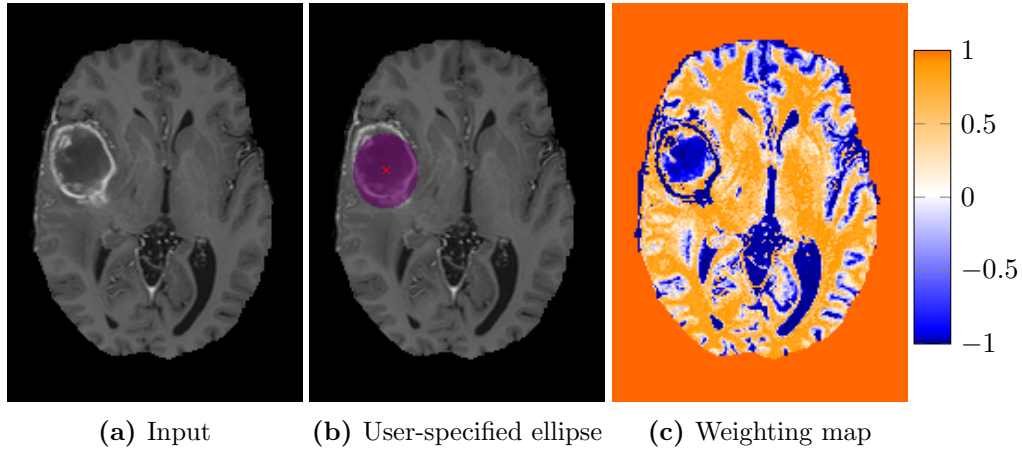 1
0.5
0
−0.5
−1
(a) Input
(b) User-specified ellipse
(c) Weighting map